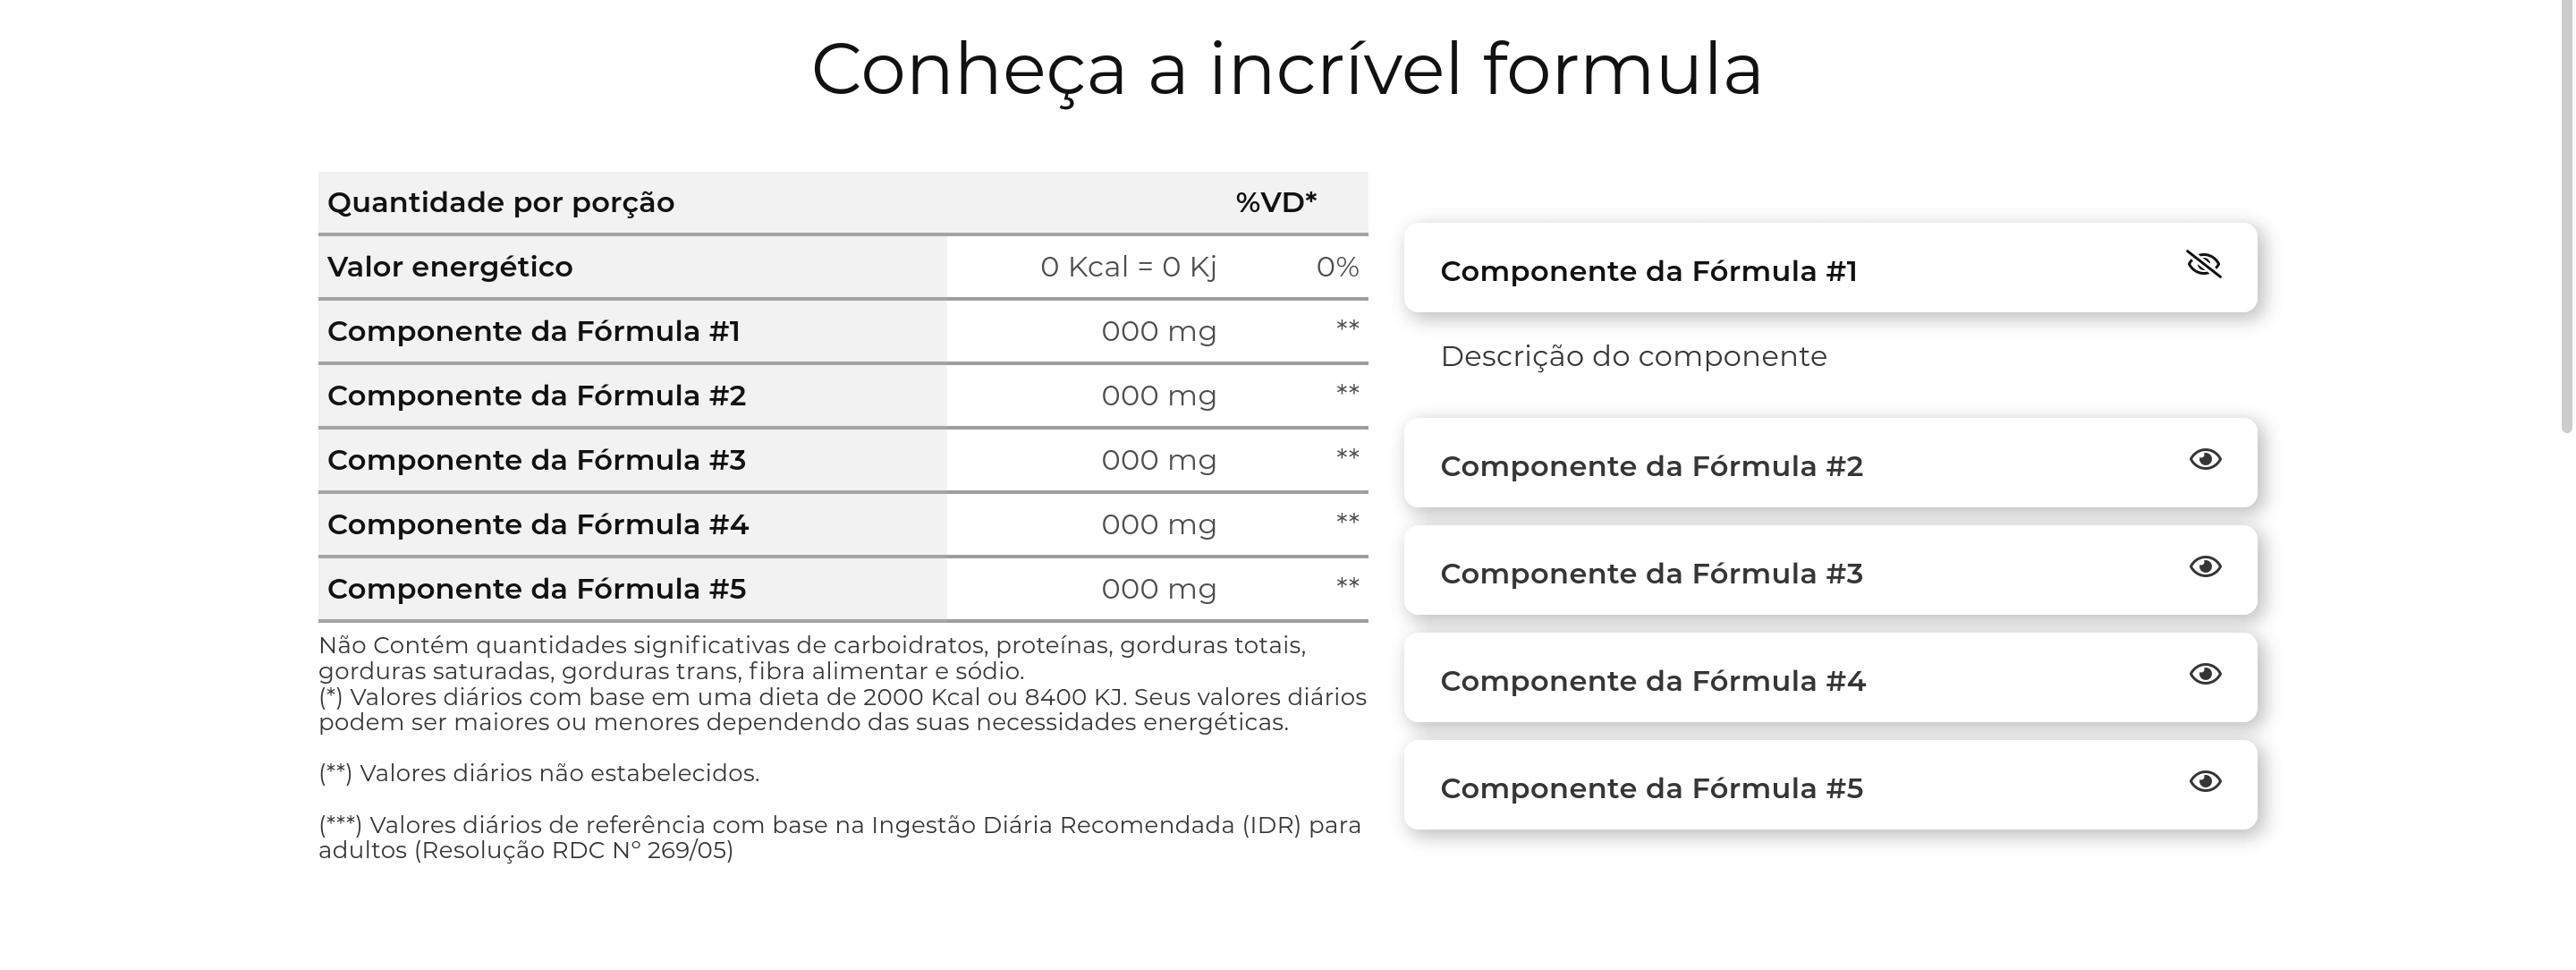 Conheça a incrível formula
Quantidade por porção %VD*
Valor energético 0 Kcal = 0 Kj 0%
Componente da Fórmula #1 000 mg **
Componente da Fórmula #2 000 mg **
Componente da Fórmula #3 000 mg **
Componente da Fórmula #4 000 mg **
Componente da Fórmula #5 000 mg **
Não Contém quantidades significativas de carboidratos, proteínas, gorduras totais,
gorduras saturadas, gorduras trans, fibra alimentar e sódio.
(*) Valores diários com base em uma dieta de 2000 Kcal ou 8400 KJ. Seus valores diários
podem ser maiores ou menores dependendo das suas necessidades energéticas.
(**) Valores diários não estabelecidos.
(***) Valores diários de referência com base na Ingestão Diária Recomendada (IDR) para
adultos (Resolução RDC Nº 269/05)
Componente da Fórmula #1
Descrição do componente
Componente da Fórmula #2
Componente da Fórmula #3
Componente da Fórmula #4
Componente da Fórmula #5